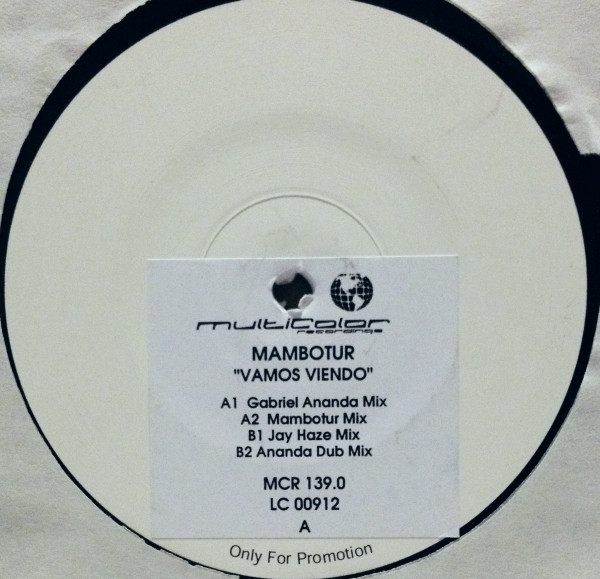 multicolor
recordings
MAMBOTUR
"VAMOS VIENDO"
A1 Gabriel Ananda Mix
A2 Mambotur Mix
B1 Jay Haze Mix
B2 Ananda Dub Mix
MCR 139.0
LC 00912
A
Only For Promotion